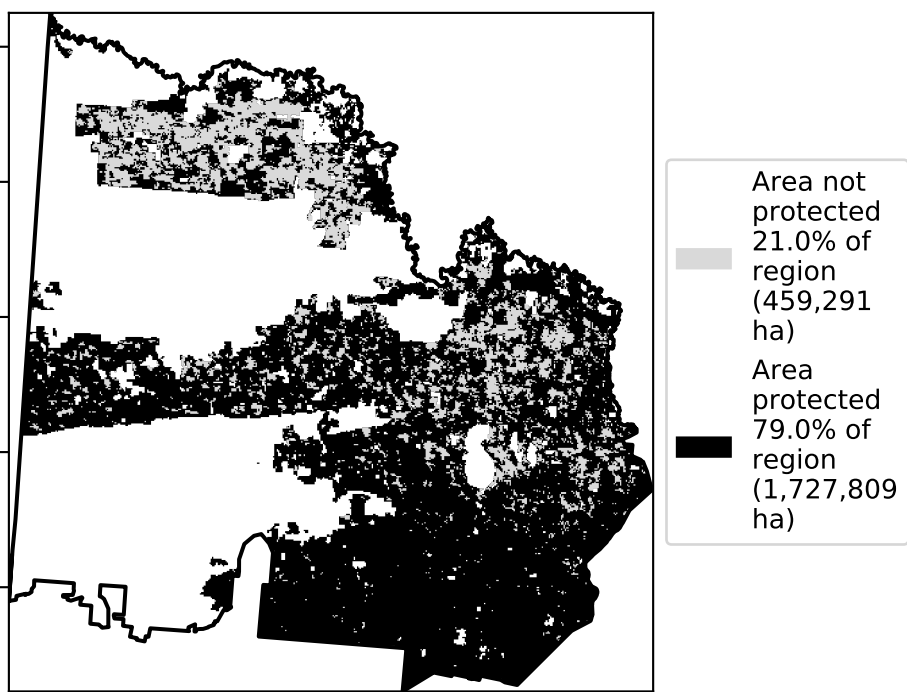 Area not
protected
21.0% of
region
(459,291
ha)
Area
protected
79.0% of
region
(1,727,809
ha)